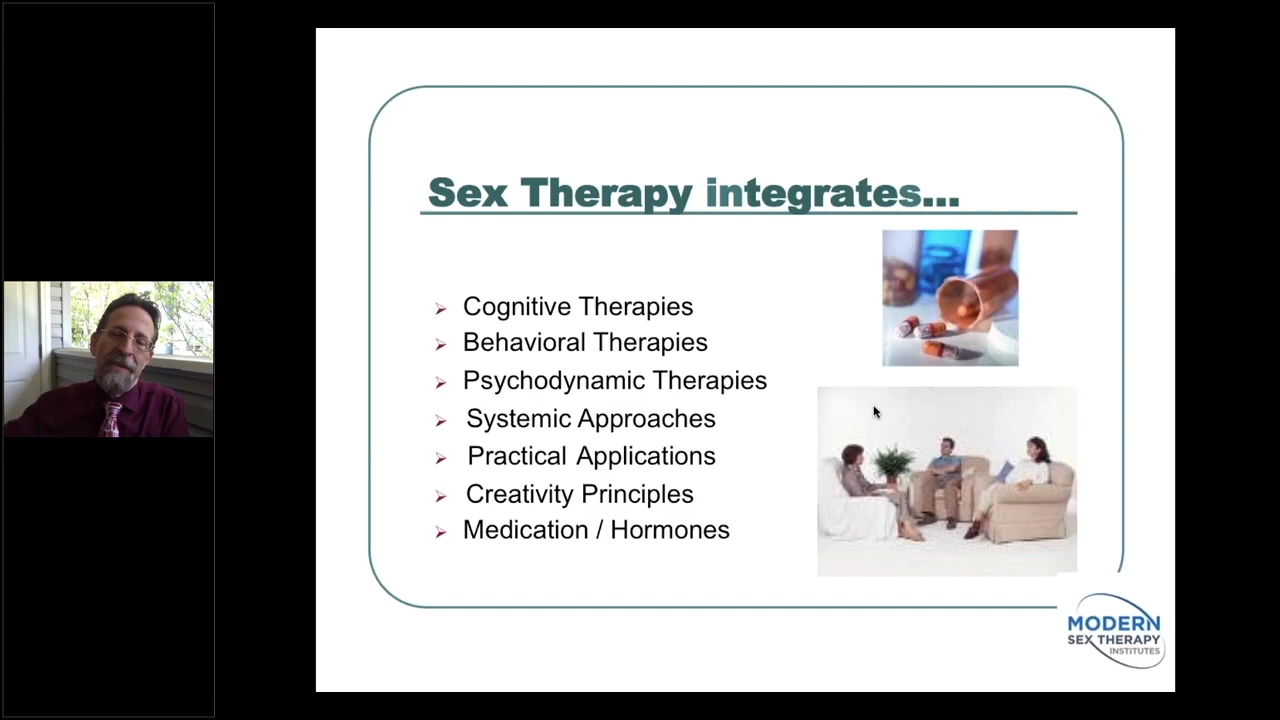 Sex Therapy integrates...
Cognitive Therapies
Behavioral Therapies
Psychodynamic Therapies
Systemic Approaches
Practical Applications
Creativity Principles
Medication / Hormones
MODERN
SEX THERAPY
INSTITUTES